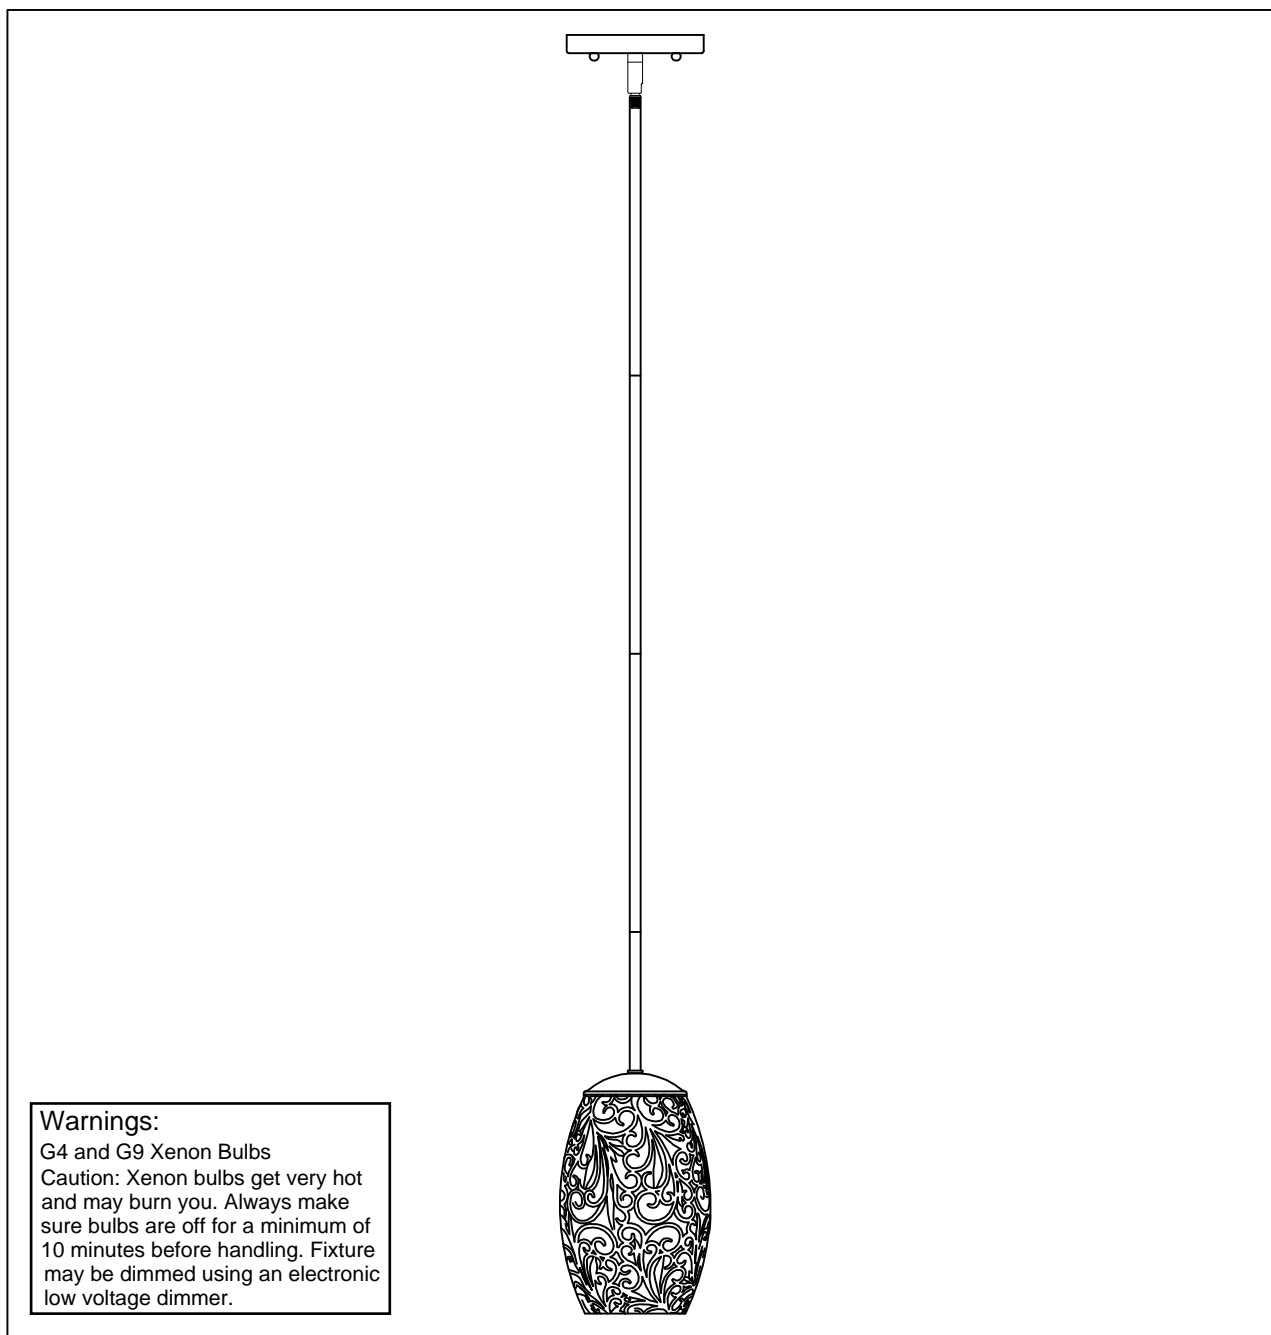 Warnings:
G4 and G9 Xenon Bulbs
Caution: Xenon bulbs get very hot
and may burn you. Always make
sure bulbs are off for a minimum of
10 minutes before handling. Fixture
may be dimmed using an electronic
low voltage dimmer.